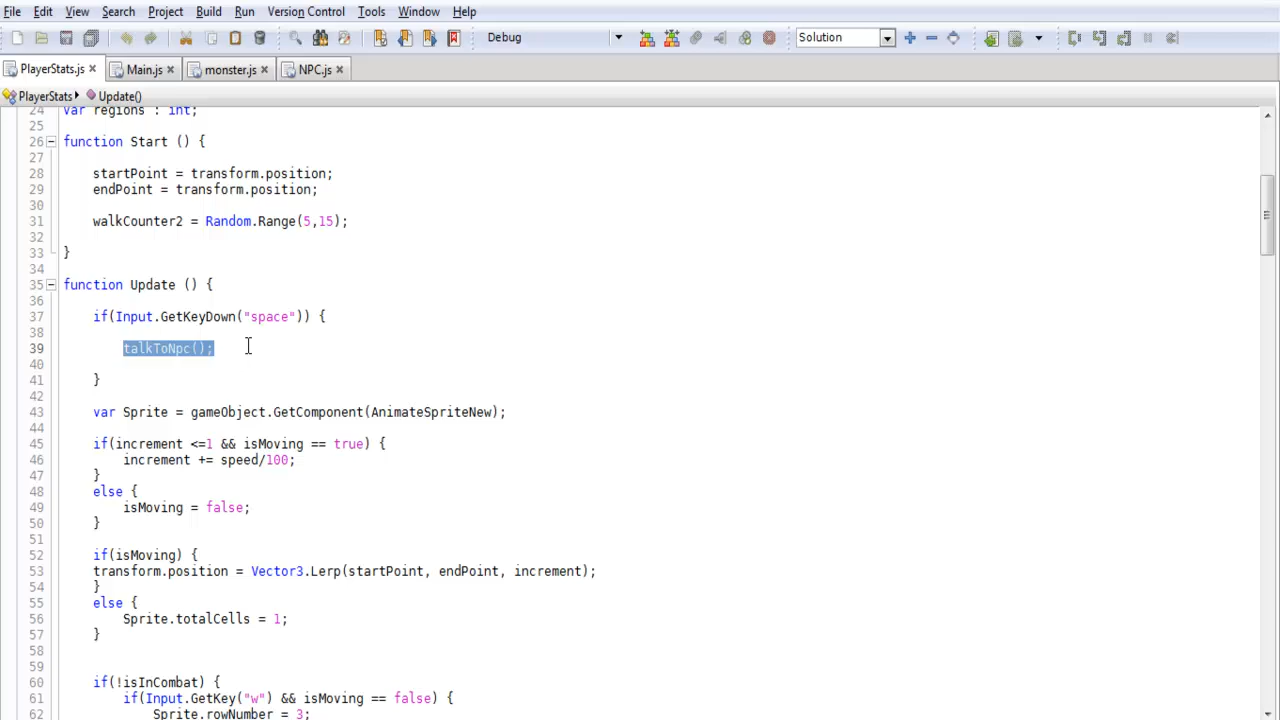 File Edit View Search Project Build Run Version Control Tools Window Help
Debug Solution
PlayerStats.js Main.js monster.js NPC.js
PlayerStats Update()
24 var regions : int;
25
26 function Start () {
27
28 startPoint = transform.position;
29 endPoint = transform.position;
30
31 walkCounter2 = Random.Range(5,15);
32
33 }
34
35 function Update () {
36
37 if(Input.GetKeyDown("space")) {
38
39 talkToNpc();
40
41 }
42
43 var Sprite = gameObject.GetComponent(AnimateSpriteNew);
44
45 if(increment <=1 && isMoving == true) {
46 increment += speed/100;
47 }
48 else {
49 isMoving = false;
50 }
51
52 if(isMoving) {
53 transform.position = Vector3.Lerp(startPoint, endPoint, increment);
54 }
55 else {
56 Sprite.totalCells = 1;
57 }
58
59
60 if(!isInCombat) {
61 if(Input.GetKey("w") && isMoving == false) {
62 Sprite.rowNumber = 3;